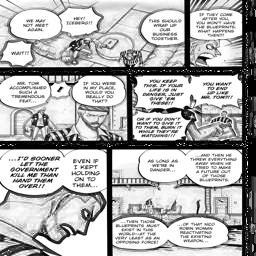 WE MAY
NOT MEET
AGAIN.
HEY!
ICEBERG!!
WAIT!!
THIS SHOULD
WRAP UP
OUR
BUSINESS
TOGETHER.
IF THEY COME
AFTER YOU,
YOU WON'T
HAVE THE
BLUEPRINTS.
WHAT
HAPPENS
THEN?!
MR. TOM
ACCOMPLISHED
SUCH A
TREMENDOUS
FEAT...
IF YOU WERE
IN MY PLACE,
WOULD YOU
DO
THAT?
YOU KEEP
THIS. IF YOUR
LIFE IS IN
DANGER, JUST
GIVE 'EM
THESE!!
OR IF YOU DON'T
WANT TO GIVE IT
TO THEM, BURN IT
WHILE THEY'RE
WATCHING!!!
YOU WANT
TO END UP
LIKE
MR. TOM?!!
...I'D SOONER
LET THE
GOVERNMENT
KILL ME THAN
HAND THEM
OVER!!
EVEN IF
I KEPT
HOLDING
ON TO
THEM...
AS LONG AS
WE'RE IN
DANGER...
...AND THEN HE
THREW EVERYTHING
AWAY WHEN HE
TRIED TO MAKE
A FUTURE OUT
OF THOSE
BLUEPRINTS.
...THEN THOSE
BLUEPRINTS MUST
EXIST IN THIS
WORLD--AT THE
VERY LEAST AS AN
OPPOSING FORCE!
...OF THAT NICO
ROBIN WOMAN
REACTIVATING
THE EXISTING
WEAPON...